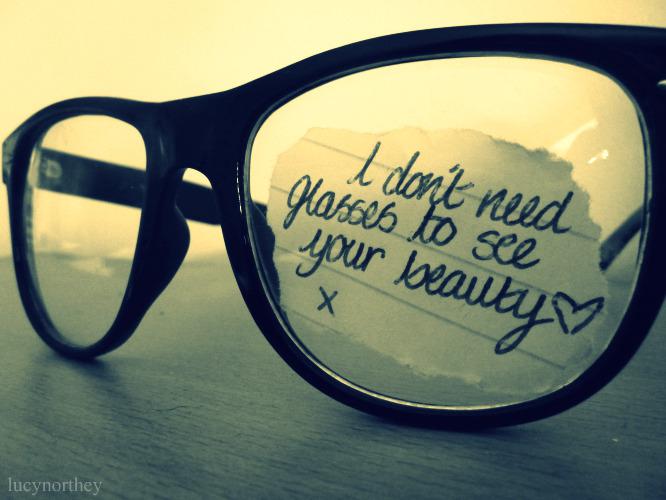 I don't need
glasses to see
your beauty♡
x
lucynorthey